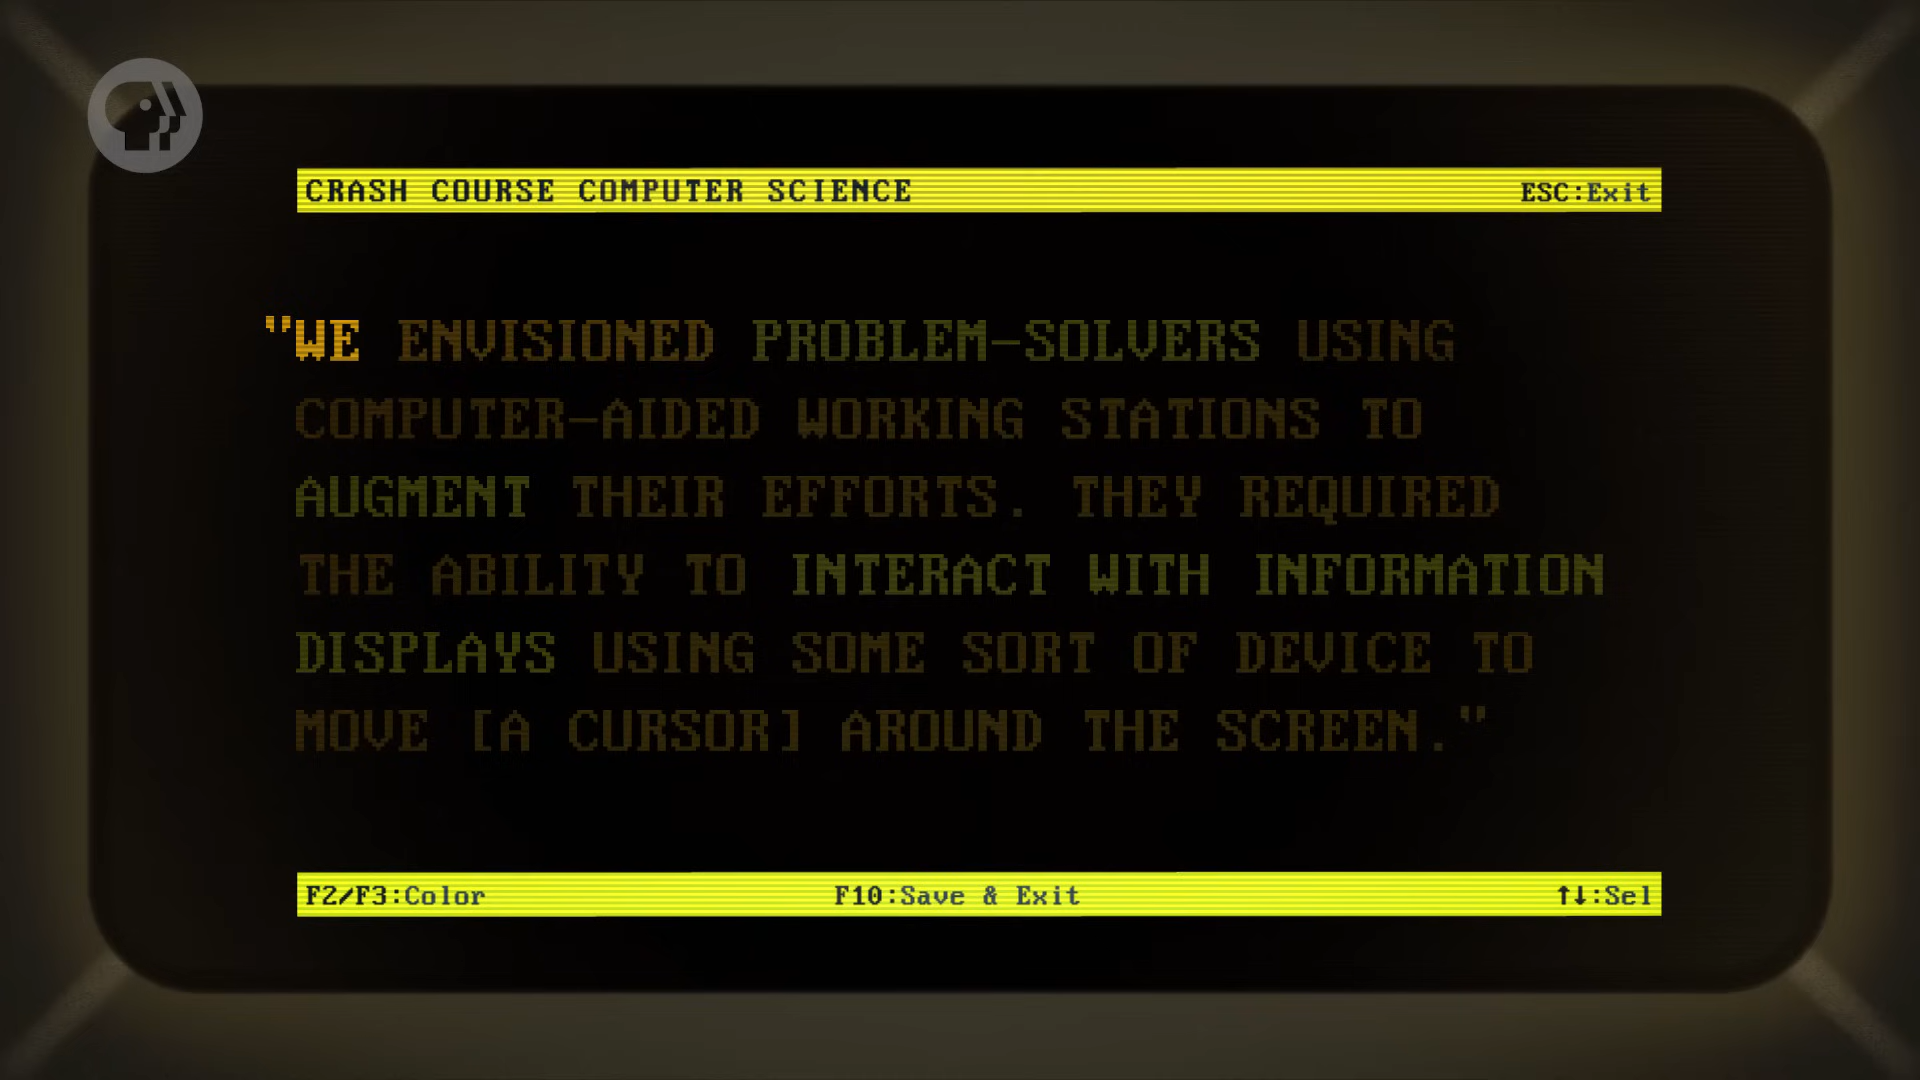 CRASH COURSE COMPUTER SCIENCE ESC:Exit
"WE ENVISIONED PROBLEM-SOLVERS USING
COMPUTER-AIDED WORKING STATIONS TO
AUGMENT THEIR EFFORTS. THEY REQUIRED
THE ABILITY TO INTERACT WITH INFORMATION
DISPLAYS USING SOME SORT OF DEVICE TO
MOVE [A CURSOR] AROUND THE SCREEN."
F2/F3:Color F10:Save & Exit ↑↓:Sel